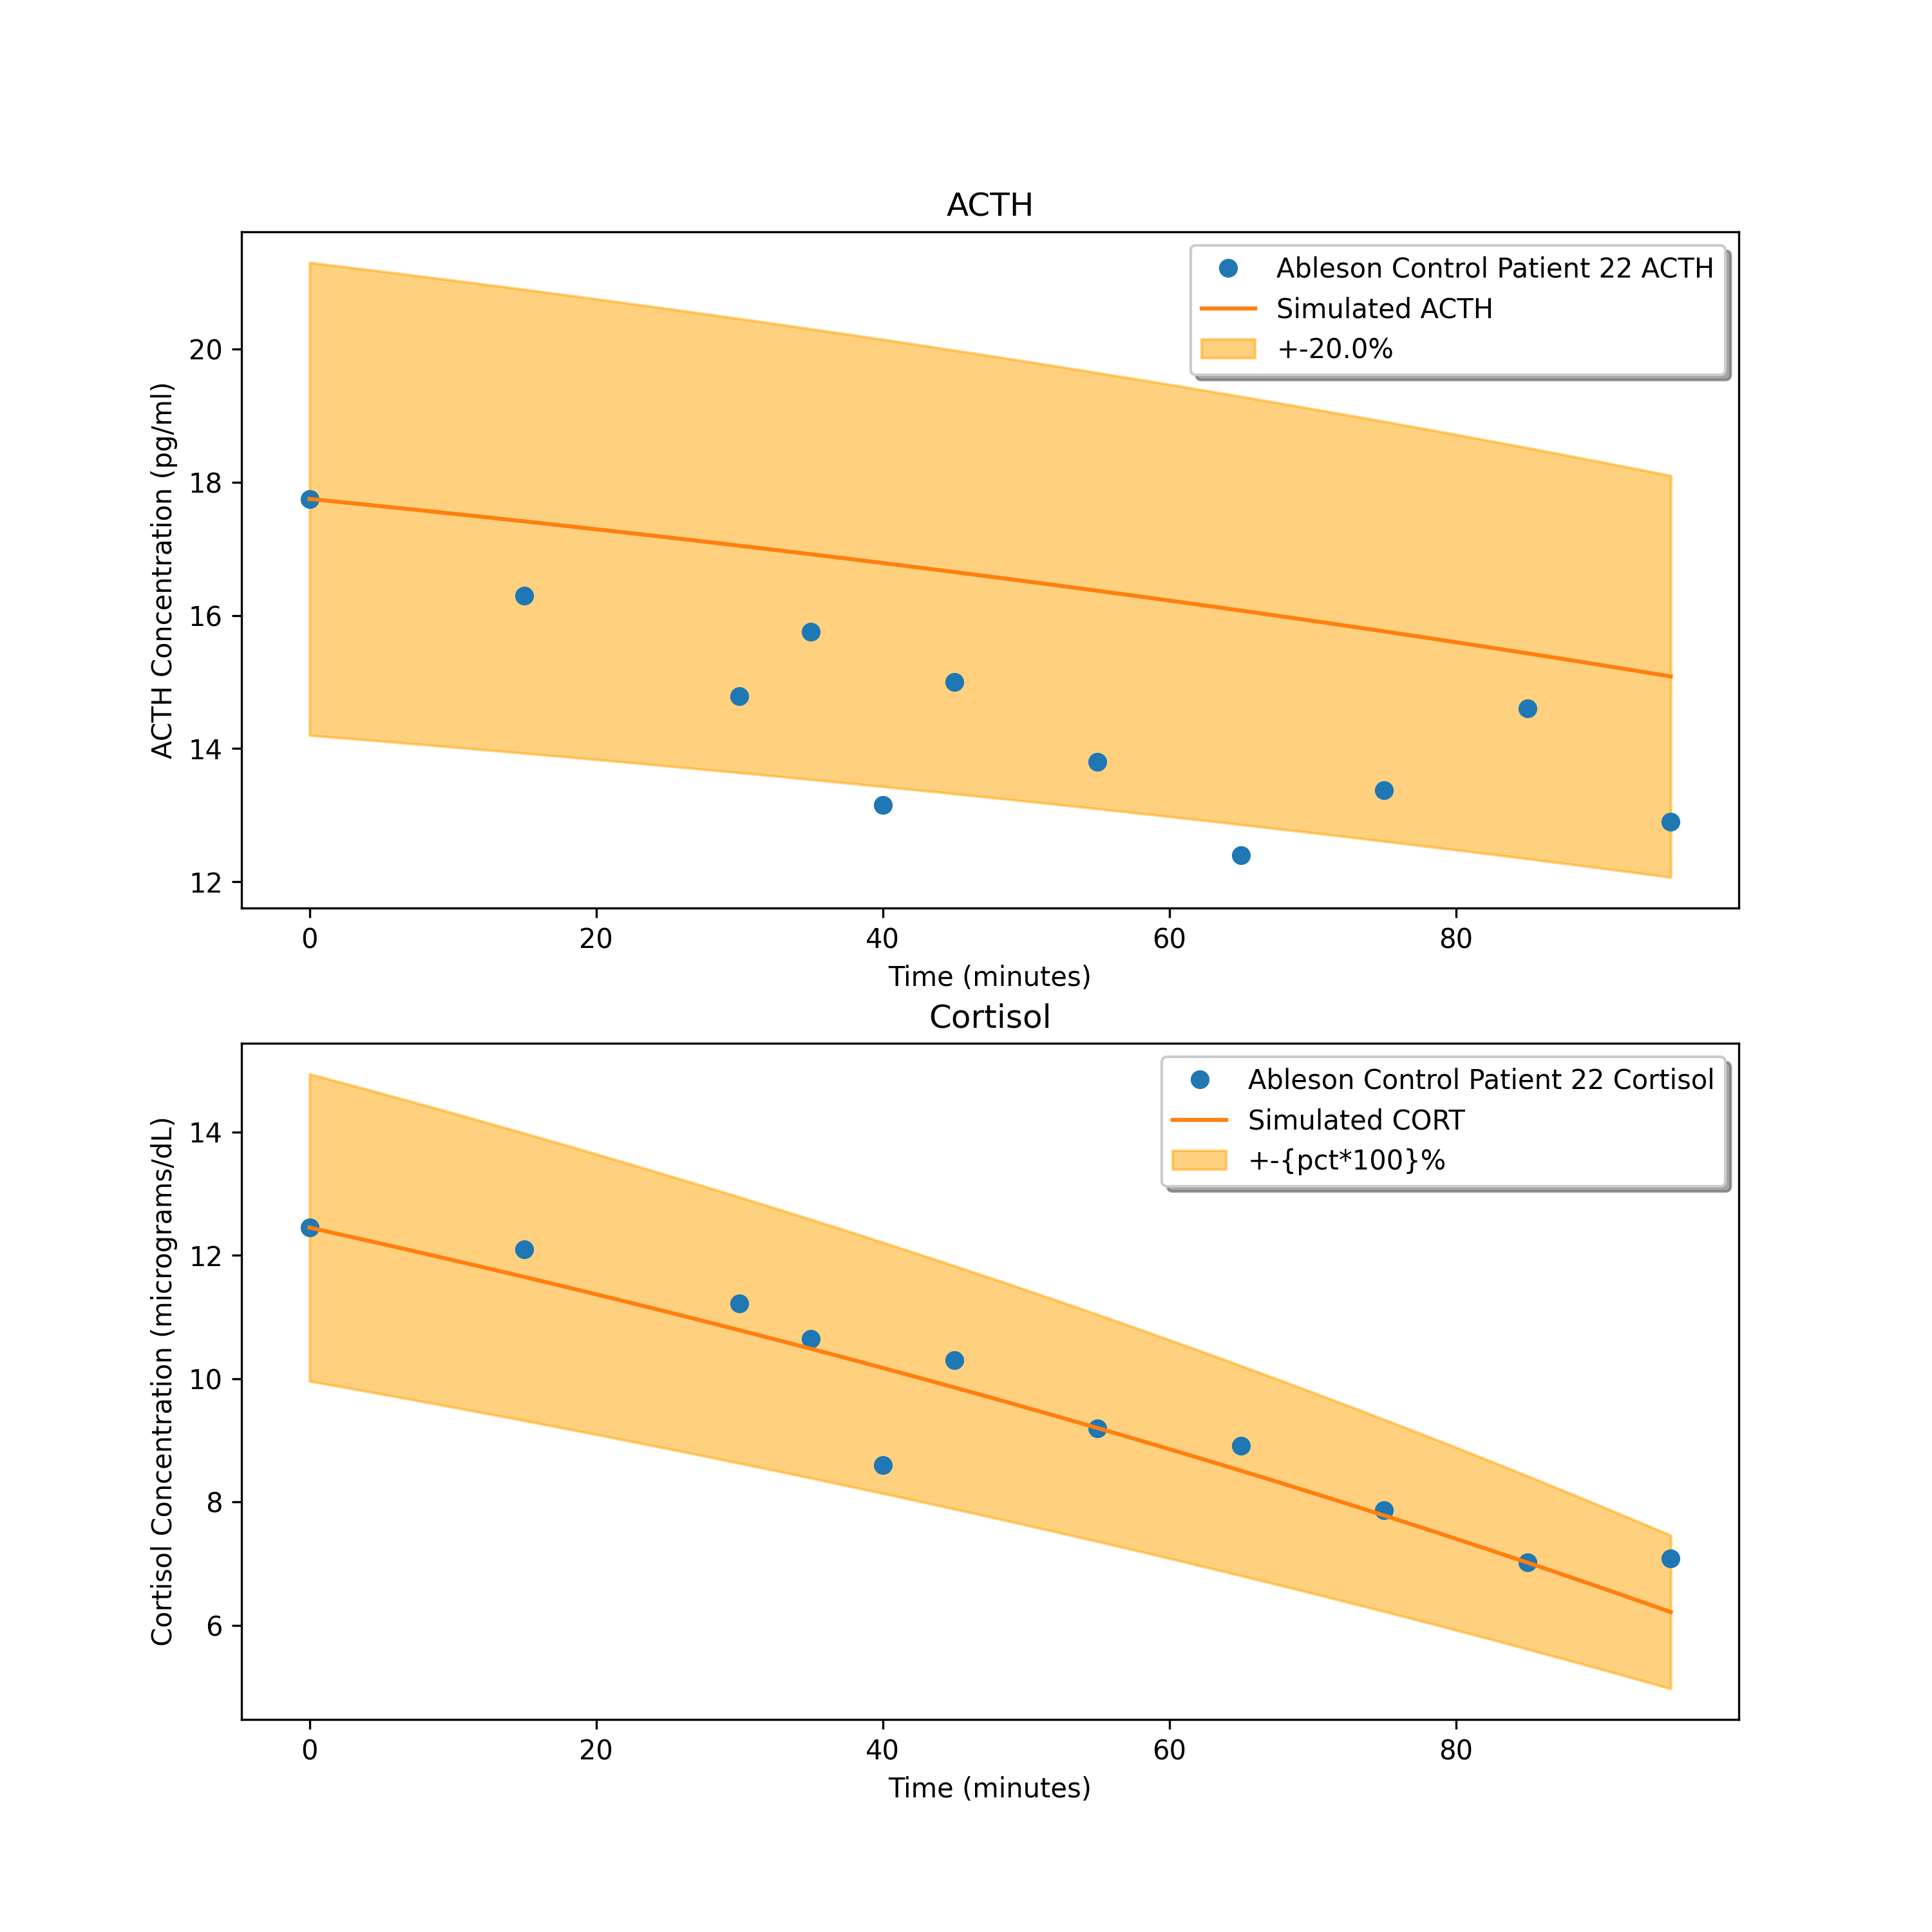 ACTH
Ableson Control Patient 22 ACTH
Simulated ACTH
+-20.0%
ACTH Concentration (pg/ml)
20
18
16
14
12
0 20 40 60 80
Time (minutes)
Cortisol
Ableson Control Patient 22 Cortisol
Simulated CORT
+-{pct*100}%
Cortisol Concentration (micrograms/dL)
14
12
10
8
6
0 20 40 60 80
Time (minutes)